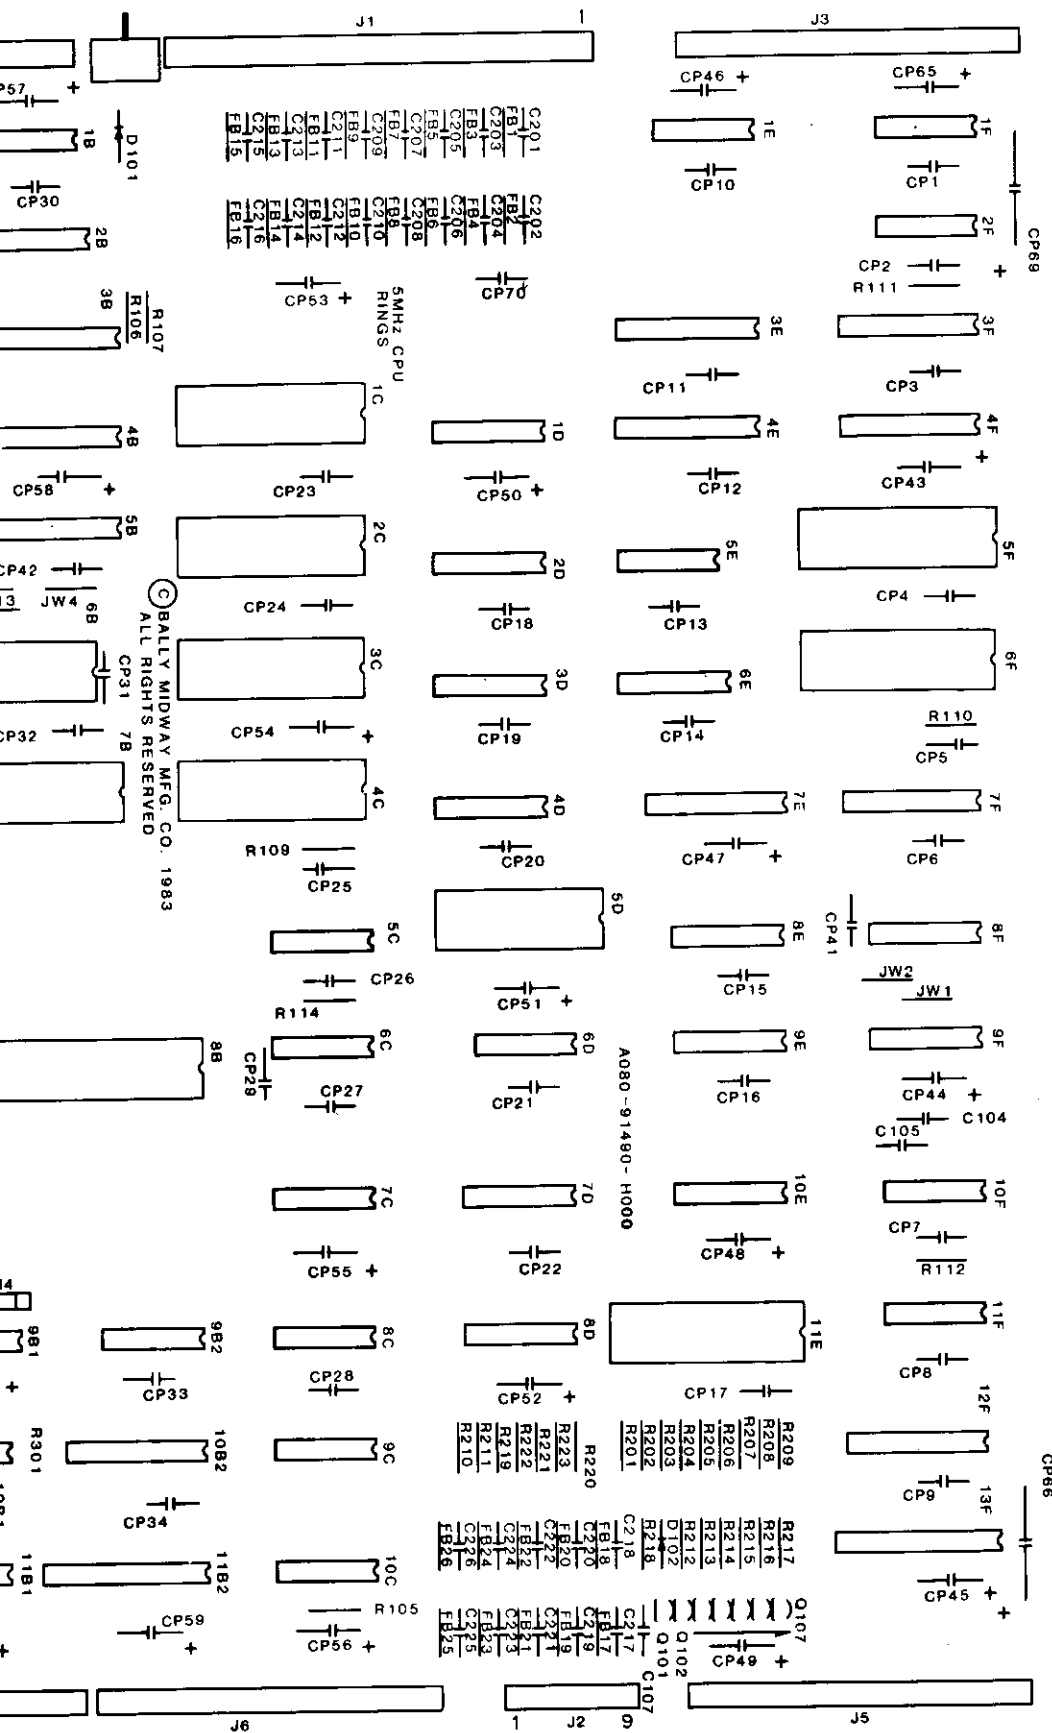 J1
1
J3
P57
+
CP46 +
CP65 +
1B
D101
C201
FB1
C203
FB3
C205
FB5
C207
FB7
C209
FB9
C211
FB11
C213
FB13
C215
FB15
1E
1F
CP30
CP10
CP1
2B
C202
FB2
C204
FB4
C206
FB6
C208
FB8
C210
FB10
C212
FB12
C214
FB14
C216
FB16
2F
CP69
CP2
+
R111
CP53 +
CP70
5MHz CPU
RINGS
3B
R106
R107
3E
3F
CP11
CP3
1C
4B
1D
4E
4F
+
CP58 +
CP23
CP50 +
CP12
CP43
5B
2C
2D
5E
5F
CP42
13
JW4
6B
CP24
CP18
CP13
CP4
© BALLY MIDWAY MFG. CO. 1983
ALL RIGHTS RESERVED
CP31
3C
3D
6E
6F
CP32
7B
CP54 +
CP19
CP14
R110
CP5
4C
4D
7E
7F
R109
CP25
CP20
CP47 +
CP6
5C
5D
8E
CP41
8F
CP26
R114
CP51 +
CP15
JW2
JW1
8B
CP29
6C
6D
9E
9F
CP27
CP21
A080-91490-H000
CP16
CP44 +
C104
C105
7C
7D
10E
10F
CP55 +
CP22
CP48 +
CP7
R112
9B1
9B2
8C
8D
11E
11F
+
CP33
CP28
CP52 +
CP17
CP8
R301
10B2
9C
R210
R211
R219
R222
R221
R223
R220
R201
R202
R203
R204
R205
R206
R207
R208
R209
12F
CP66
10B1
CP34
CP9
13F
11B1
11B2
10C
FB26
C226
FB24
C224
FB22
C222
FB20
C220
FB18
C218
R218
D102
R212
R213
R214
R215
R216
R217
CP45 +
+
R105
+
CP59
+
CP56 +
FB25
C225
FB23
C223
FB21
C221
FB19
C219
FB17
C217
Q101
Q102
Q107
CP49 +
C107
J6
1
J2
9
J5